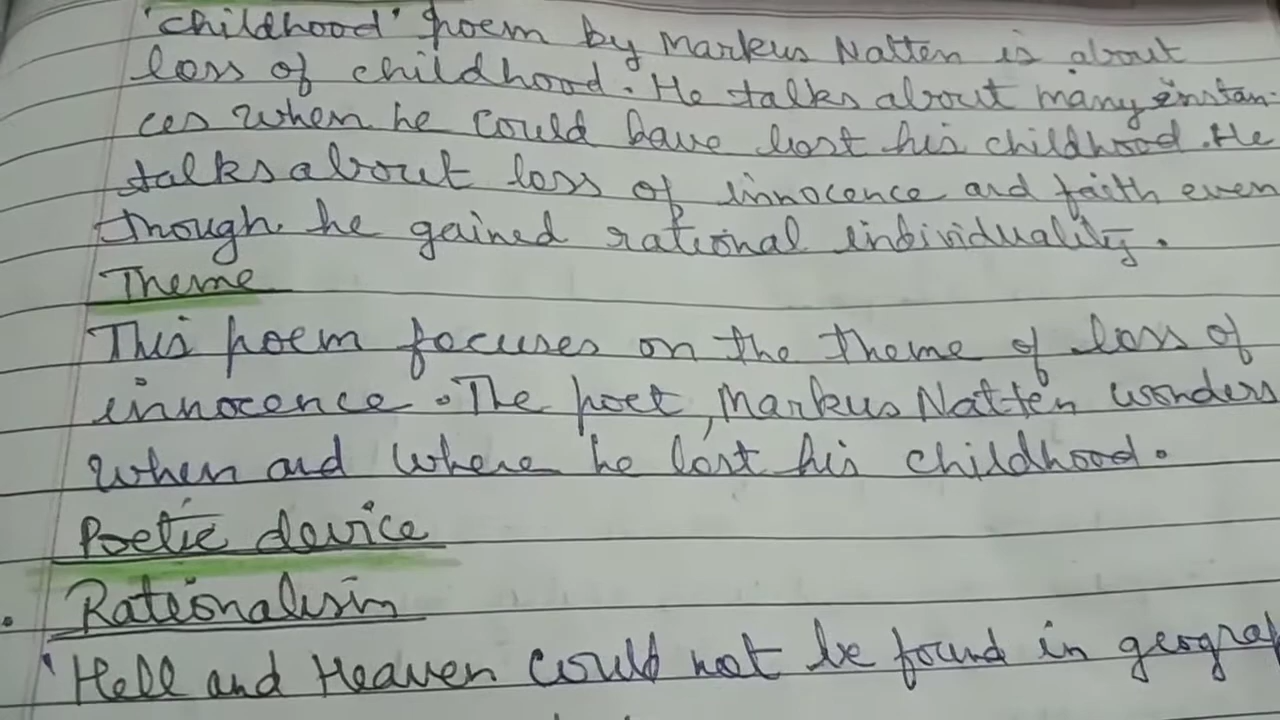 'childhood' poem by Markus Natten is about
loss of childhood. He talks about many instan-
ces when he could have lost his childhood. He
talks about loss of innocence and faith even
though he gained rational individuality.
Theme
This poem focuses on the theme of loss of
innocence. The poet, Markus Natten wonders
when and where he lost his childhood.
Poetic device
. Rationalism
'Hell and Heaven could not be found in geograp